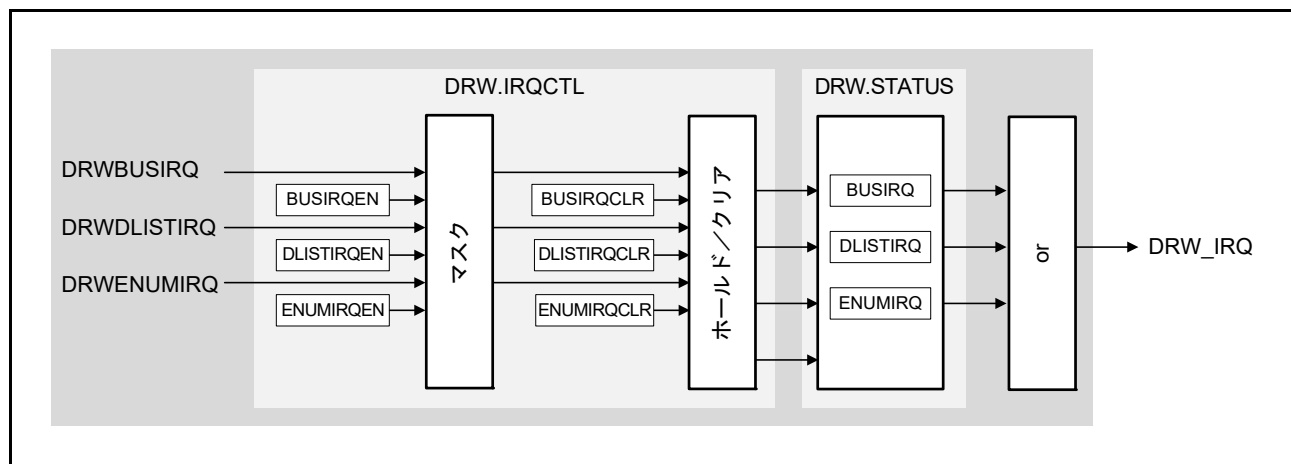 DRW.IRQCTL
DRW.STATUS
DRWBUSIRQ
BUSIRQEN
DRWDLISTIRQ
DLISTIRQEN
DRWENUMIRQ
ENUMIRQEN
マスク
BUSIRQCLR
DLISTIRQCLR
ENUMIRQCLR
ホールド／クリア
BUSIRQ
DLISTIRQ
ENUMIRQ
or
DRW_IRQ